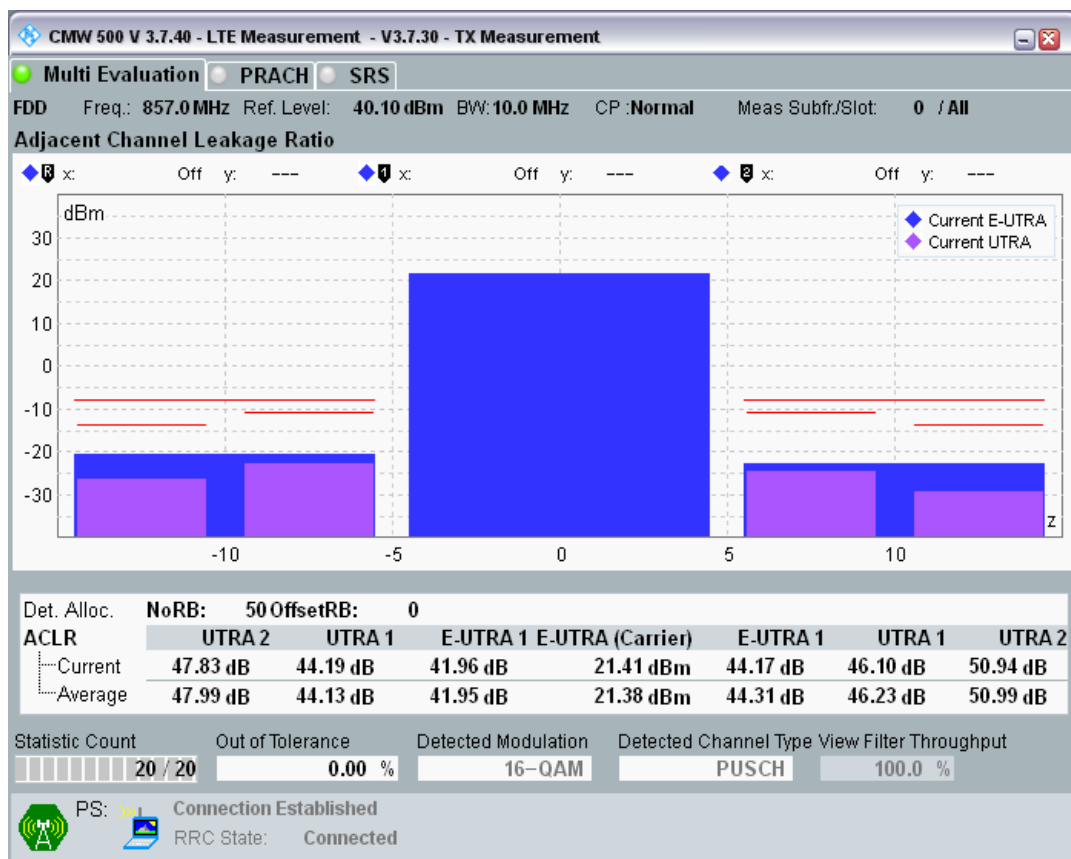 CMW 500 V 3.7.40 - LTE Measurement - V3.7.30 - TX Measurement
Multi Evaluation PRACH SRS
FDD Freq.: 857.0 MHz Ref. Level: 40.10 dBm BW: 10.0 MHz CP :Normal Meas Subfr./Slot: 0 / All
Adjacent Channel Leakage Ratio
R x: Off y: --- 1 x: Off y: --- 2 x: Off y: ---
dBm
Current E-UTRA
Current UTRA
30
20
10
0
-10
-20
-30
z
-10 -5 0 5 10
Det. Alloc. NoRB: 50 OffsetRB: 0
ACLR UTRA 2 UTRA 1 E-UTRA 1 E-UTRA (Carrier) E-UTRA 1 UTRA 1 UTRA 2
Current 47.83 dB 44.19 dB 41.96 dB 21.41 dBm 44.17 dB 46.10 dB 50.94 dB
Average 47.99 dB 44.13 dB 41.95 dB 21.38 dBm 44.31 dB 46.23 dB 50.99 dB
Statistic Count Out of Tolerance Detected Modulation Detected Channel Type View Filter Throughput
20 / 20 0.00 % 16-QAM PUSCH 100.0 %
PS: Connection Established
RRC State: Connected